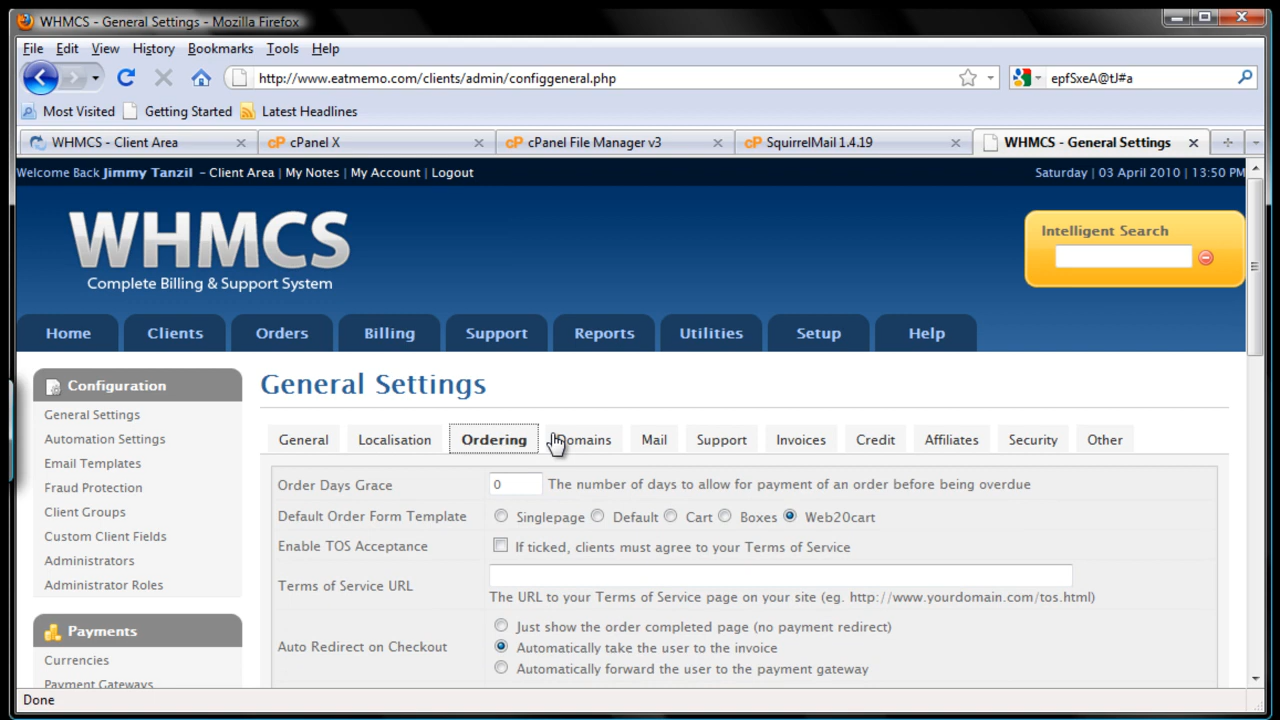 WHMCS - General Settings - Mozilla Firefox
File Edit View History Bookmarks Tools Help
http://www.eatmemo.com/clients/admin/configgeneral.php
epfSxeA@tJ#a
Most Visited Getting Started Latest Headlines
WHMCS - Client Area cPanel X cPanel File Manager v3 SquirrelMail 1.4.19 WHMCS - General Settings
Welcome Back Jimmy Tanzil - Client Area | My Notes | My Account | Logout Saturday | 03 April 2010 | 13:50 PM
WHMCS
Complete Billing & Support System
Intelligent Search
Home Clients Orders Billing Support Reports Utilities Setup Help
Configuration
General Settings
Automation Settings
Email Templates
Fraud Protection
Client Groups
Custom Client Fields
Administrators
Administrator Roles
Payments
Currencies
Payment Gateways
General Settings
General Localisation Ordering Domains Mail Support Invoices Credit Affiliates Security Other
Order Days Grace 0 The number of days to allow for payment of an order before being overdue
Default Order Form Template Singlepage Default Cart Boxes Web20cart
Enable TOS Acceptance If ticked, clients must agree to your Terms of Service
Terms of Service URL
The URL to your Terms of Service page on your site (eg. http://www.yourdomain.com/tos.html)
Auto Redirect on Checkout
Just show the order completed page (no payment redirect)
Automatically take the user to the invoice
Automatically forward the user to the payment gateway
Done